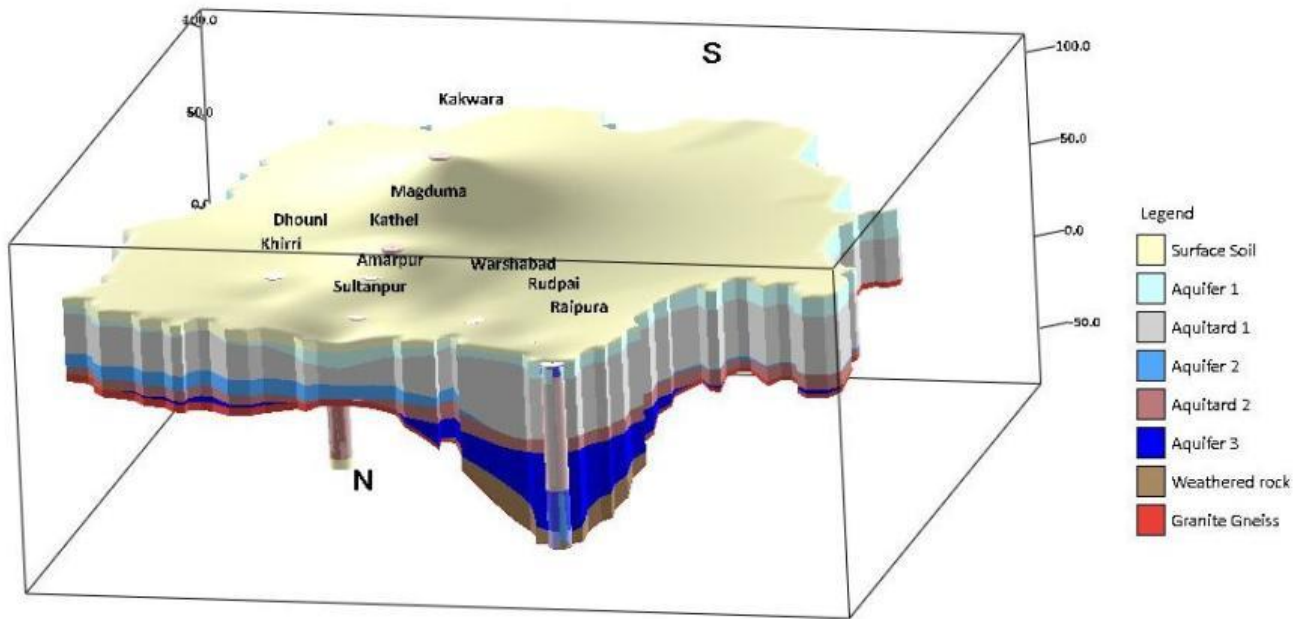 100.0
S
100.0
Kakwara
50.0
50.0
Magduma
0.0
Dhouni
Kathel
Khirri
Amarpur
Warshabad
Sultanpur
Rudpai
Raipura
0.0
-50.0
N
Legend
Surface Soil
Aquifer 1
Aquitard 1
Aquifer 2
Aquitard 2
Aquifer 3
Weathered rock
Granite Gneiss